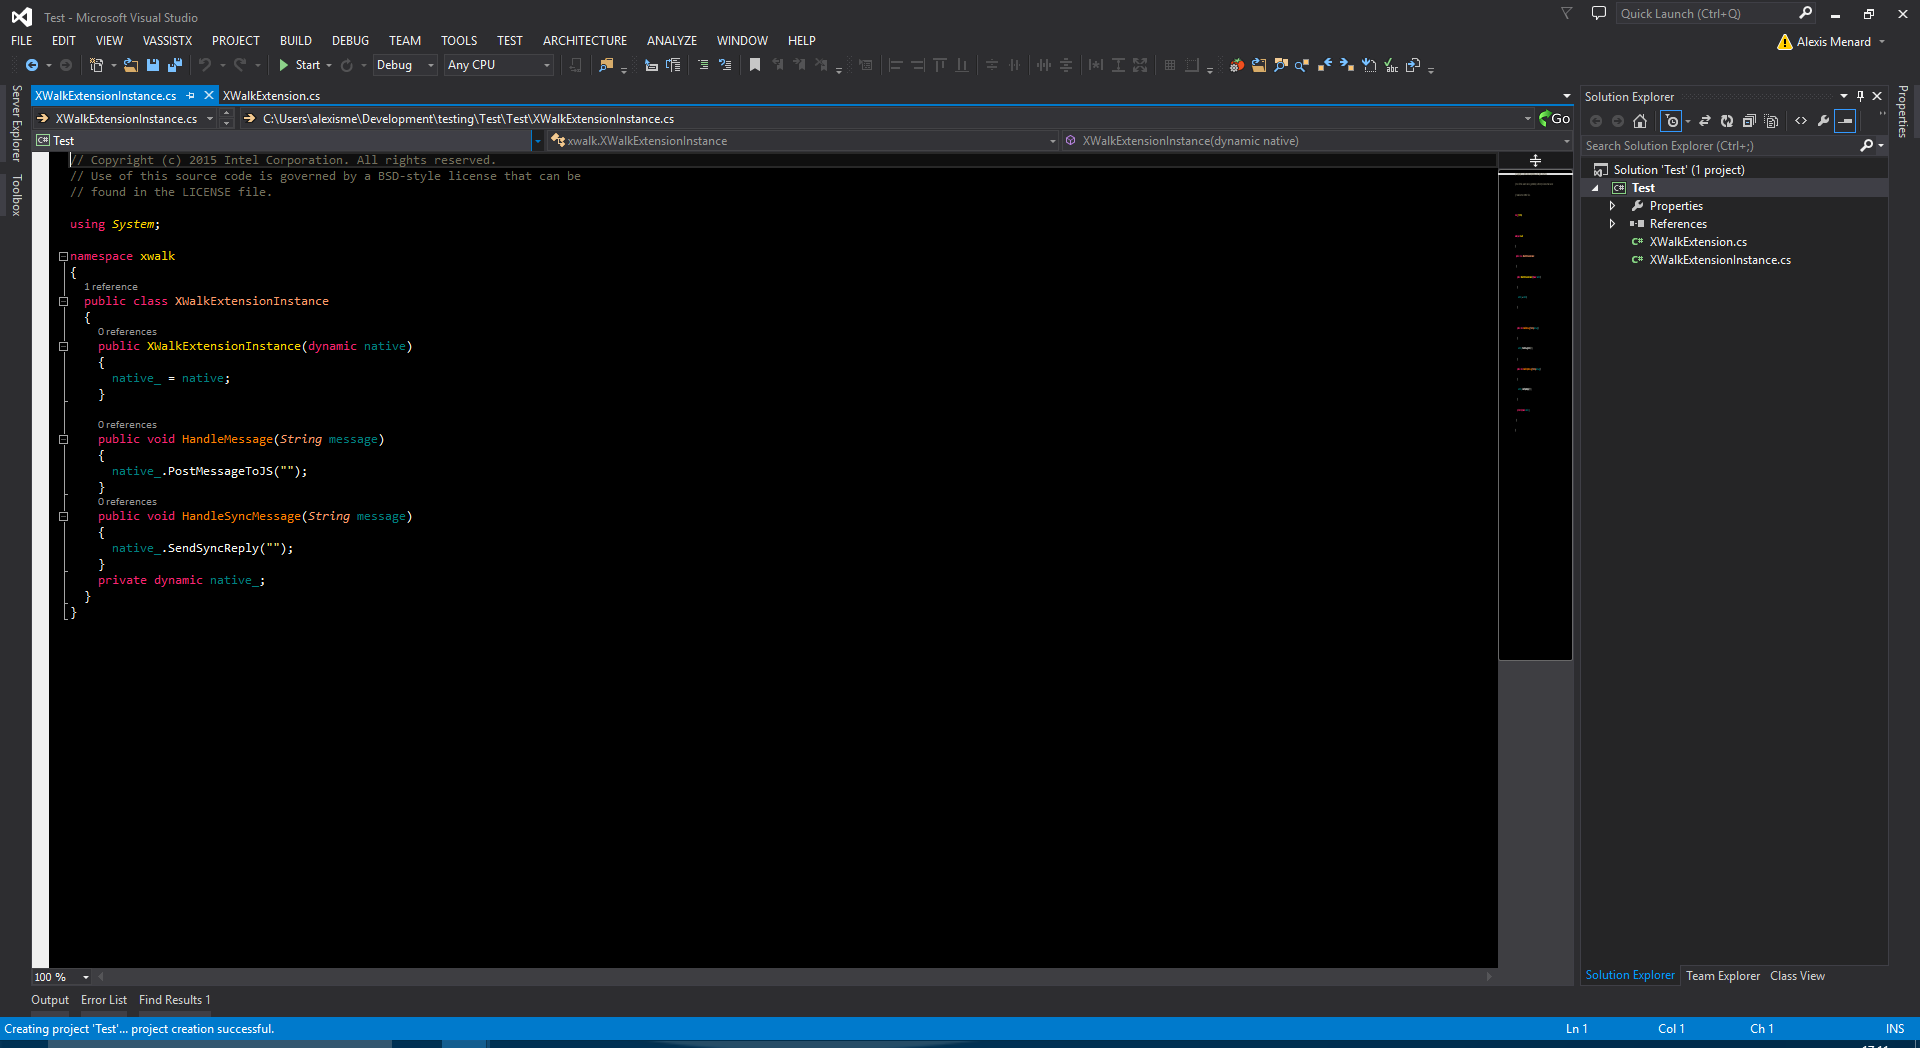 Test - Microsoft Visual Studio
Quick Launch (Ctrl+Q)
FILE EDIT VIEW VASSISTX PROJECT BUILD DEBUG TEAM TOOLS TEST ARCHITECTURE ANALYZE WINDOW HELP
Alexis Menard
Start Debug Any CPU
Server Explorer
Toolbox
XWalkExtensionInstance.cs XWalkExtension.cs
XWalkExtensionInstance.cs C:\Users\alexisme\Development\testing\Test\Test\XWalkExtensionInstance.cs Go
Test xwalk.XWalkExtensionInstance XWalkExtensionInstance(dynamic native)
// Copyright (c) 2015 Intel Corporation. All rights reserved.
// Use of this source code is governed by a BSD-style license that can be
// found in the LICENSE file.
using System;
namespace xwalk
{
1 reference
public class XWalkExtensionInstance
{
0 references
public XWalkExtensionInstance(dynamic native)
{
native_ = native;
}
0 references
public void HandleMessage(String message)
{
native_.PostMessageToJS("");
}
0 references
public void HandleSyncMessage(String message)
{
native_.SendSyncReply("");
}
private dynamic native_;
}
}
100 %
Solution Explorer
Search Solution Explorer (Ctrl+;)
Solution 'Test' (1 project)
Test
Properties
References
XWalkExtension.cs
XWalkExtensionInstance.cs
Solution Explorer Team Explorer Class View
Properties
Output Error List Find Results 1
Creating project 'Test'... project creation successful.
Ln 1 Col 1 Ch 1 INS